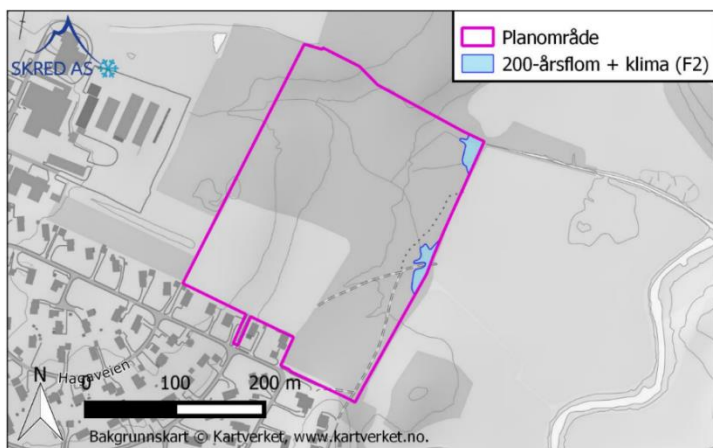 SKRED AS
Planområde
200-årsflom + klima (F2)
Hagaveien
N
0 100 200 m
Bakgrunnskart © Kartverket, www.kartverket.no.